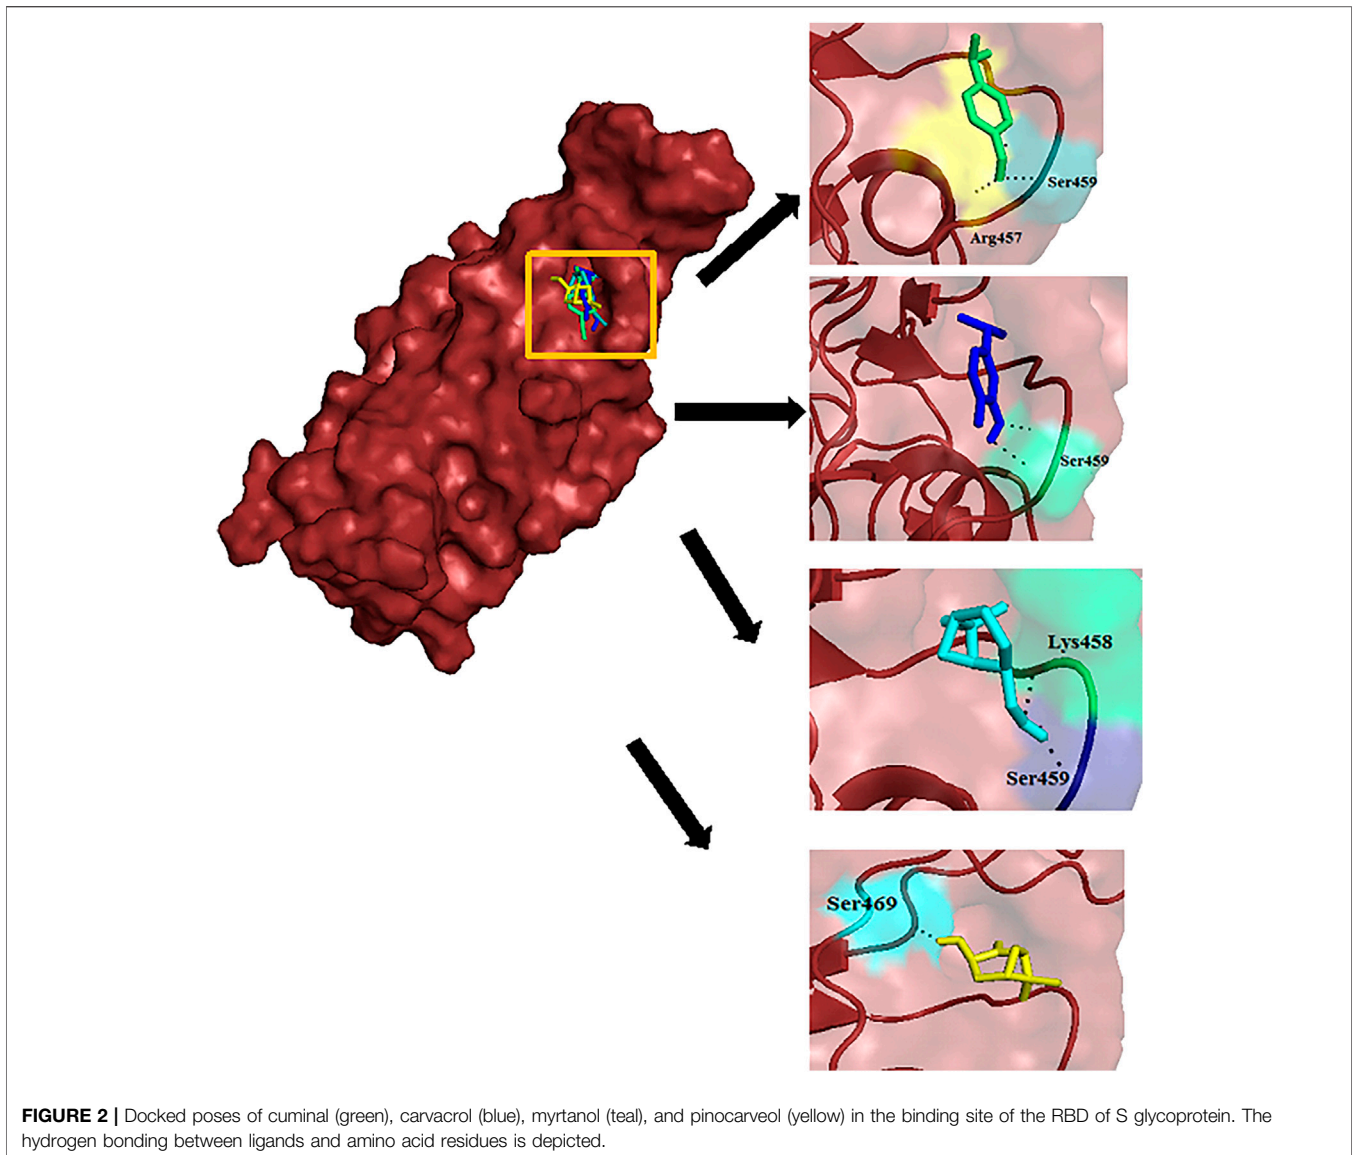 Ser459
Arg457
Ser459
Lys458
Ser459
Ser469
FIGURE 2 | Docked poses of cuminal (green), carvacrol (blue), myrtanol (teal), and pinocarveol (yellow) in the binding site of the RBD of S glycoprotein. The
hydrogen bonding between ligands and amino acid residues is depicted.